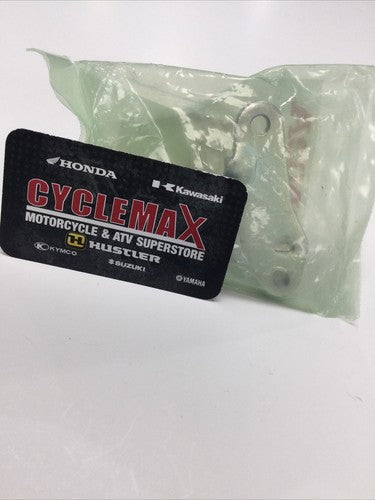 HONDA
Kawasaki
CYCLEMAX
MOTORCYCLE & ATV SUPERSTORE
H HUSTLER
K KYMCO
SUZUKI
YAMAHA